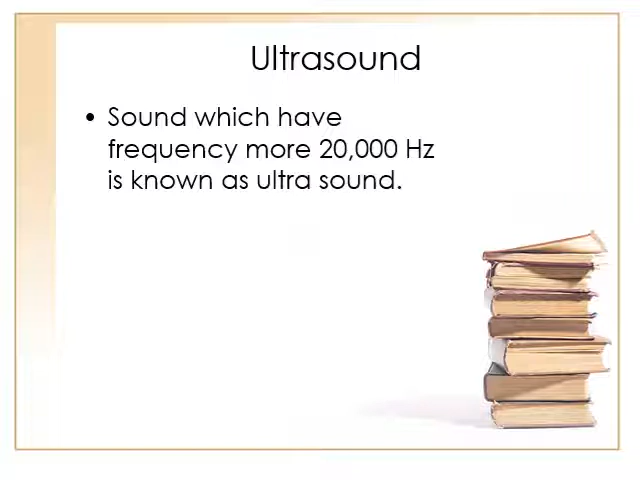 Ultrasound
• Sound which have
frequency more 20,000 Hz
is known as ultra sound.